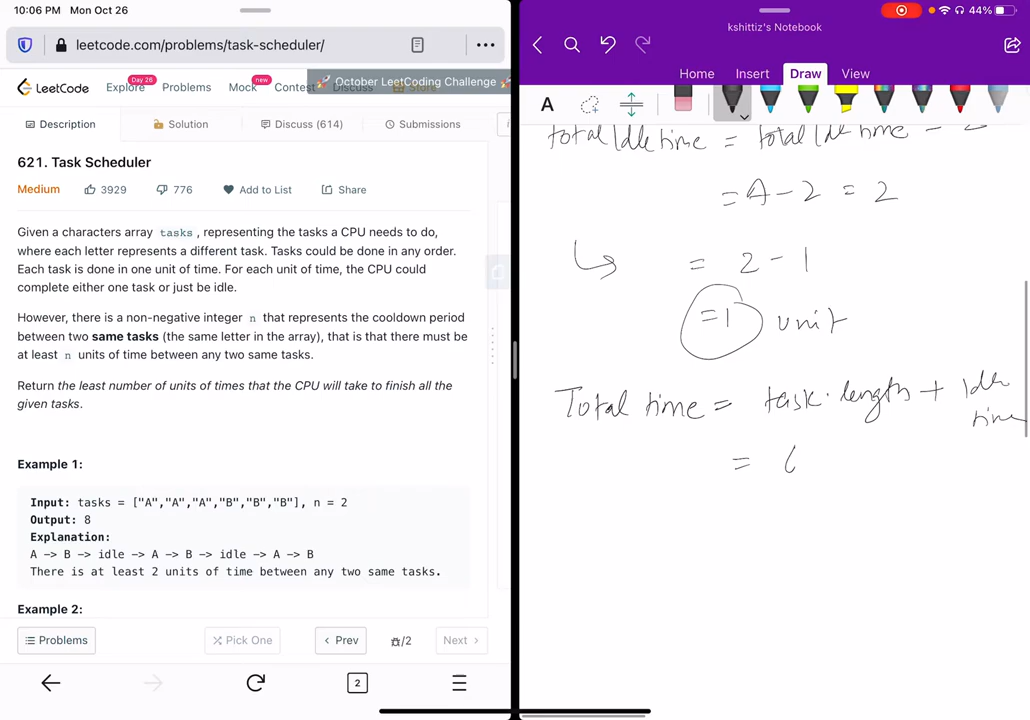 10:06 PM Mon Oct 26
leetcode.com/problems/task-scheduler/
LeetCode
Explore
Day 26
Problems
Mock
new
Contest
October LeetCoding Challenge
Discuss
Store
Description
Solution
Discuss (614)
Submissions
621. Task Scheduler
Medium
3929
776
Add to List
Share
Given a characters array tasks, representing the tasks a CPU needs to do,
where each letter represents a different task. Tasks could be done in any order.
Each task is done in one unit of time. For each unit of time, the CPU could
complete either one task or just be idle.
However, there is a non-negative integer n that represents the cooldown period
between two same tasks (the same letter in the array), that is that there must be
at least n units of time between any two same tasks.
Return the least number of units of times that the CPU will take to finish all the
given tasks.
Example 1:
Input: tasks = ["A","A","A","B","B","B"], n = 2
Output: 8
Explanation:
A -> B -> idle -> A -> B -> idle -> A -> B
There is at least 2 units of time between any two same tasks.
Example 2:
Problems
Pick One
Prev
/2
Next
2
44%
kshittiz's Notebook
Home
Insert
Draw
View
A
total Idle time = total Idle time - 2
= 4 - 2 = 2
= 2 - 1
= 1 unit
Total time = task.length + Idle
time
=